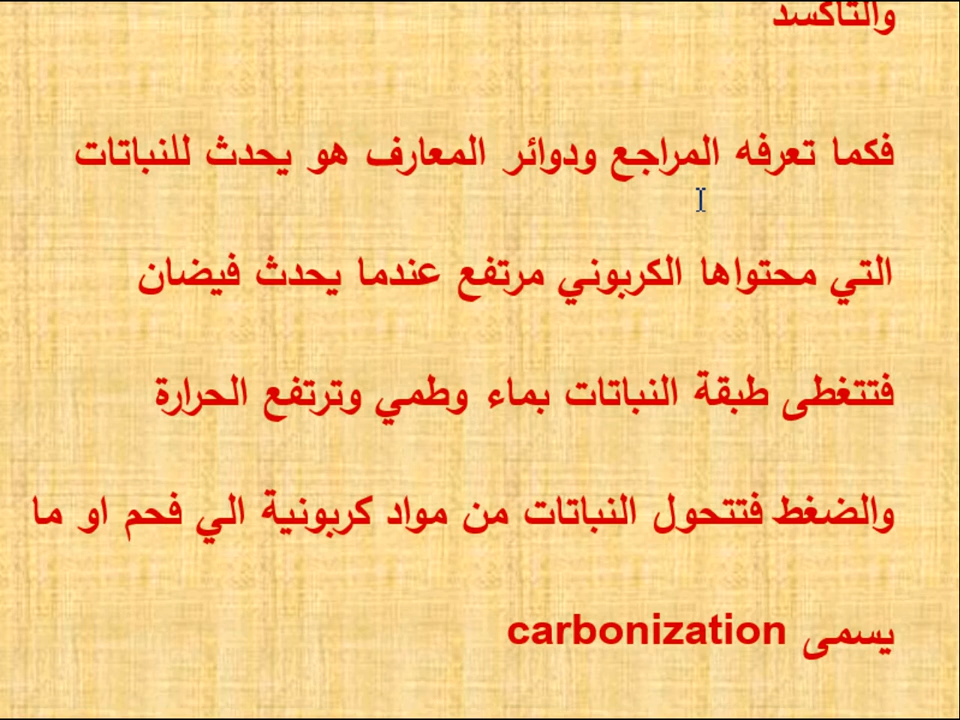 والتأكسد
فكما تعرفه المراجع ودوائر المعارف هو يحدث للنباتات
التي محتواها الكربوني مرتفع عندما يحدث فيضان
فتتغطى طبقة النباتات بماء وطمي وترتفع الحرارة
والضغط فتتحول النباتات من مواد كربونية الي فحم او ما
يسمى carbonization